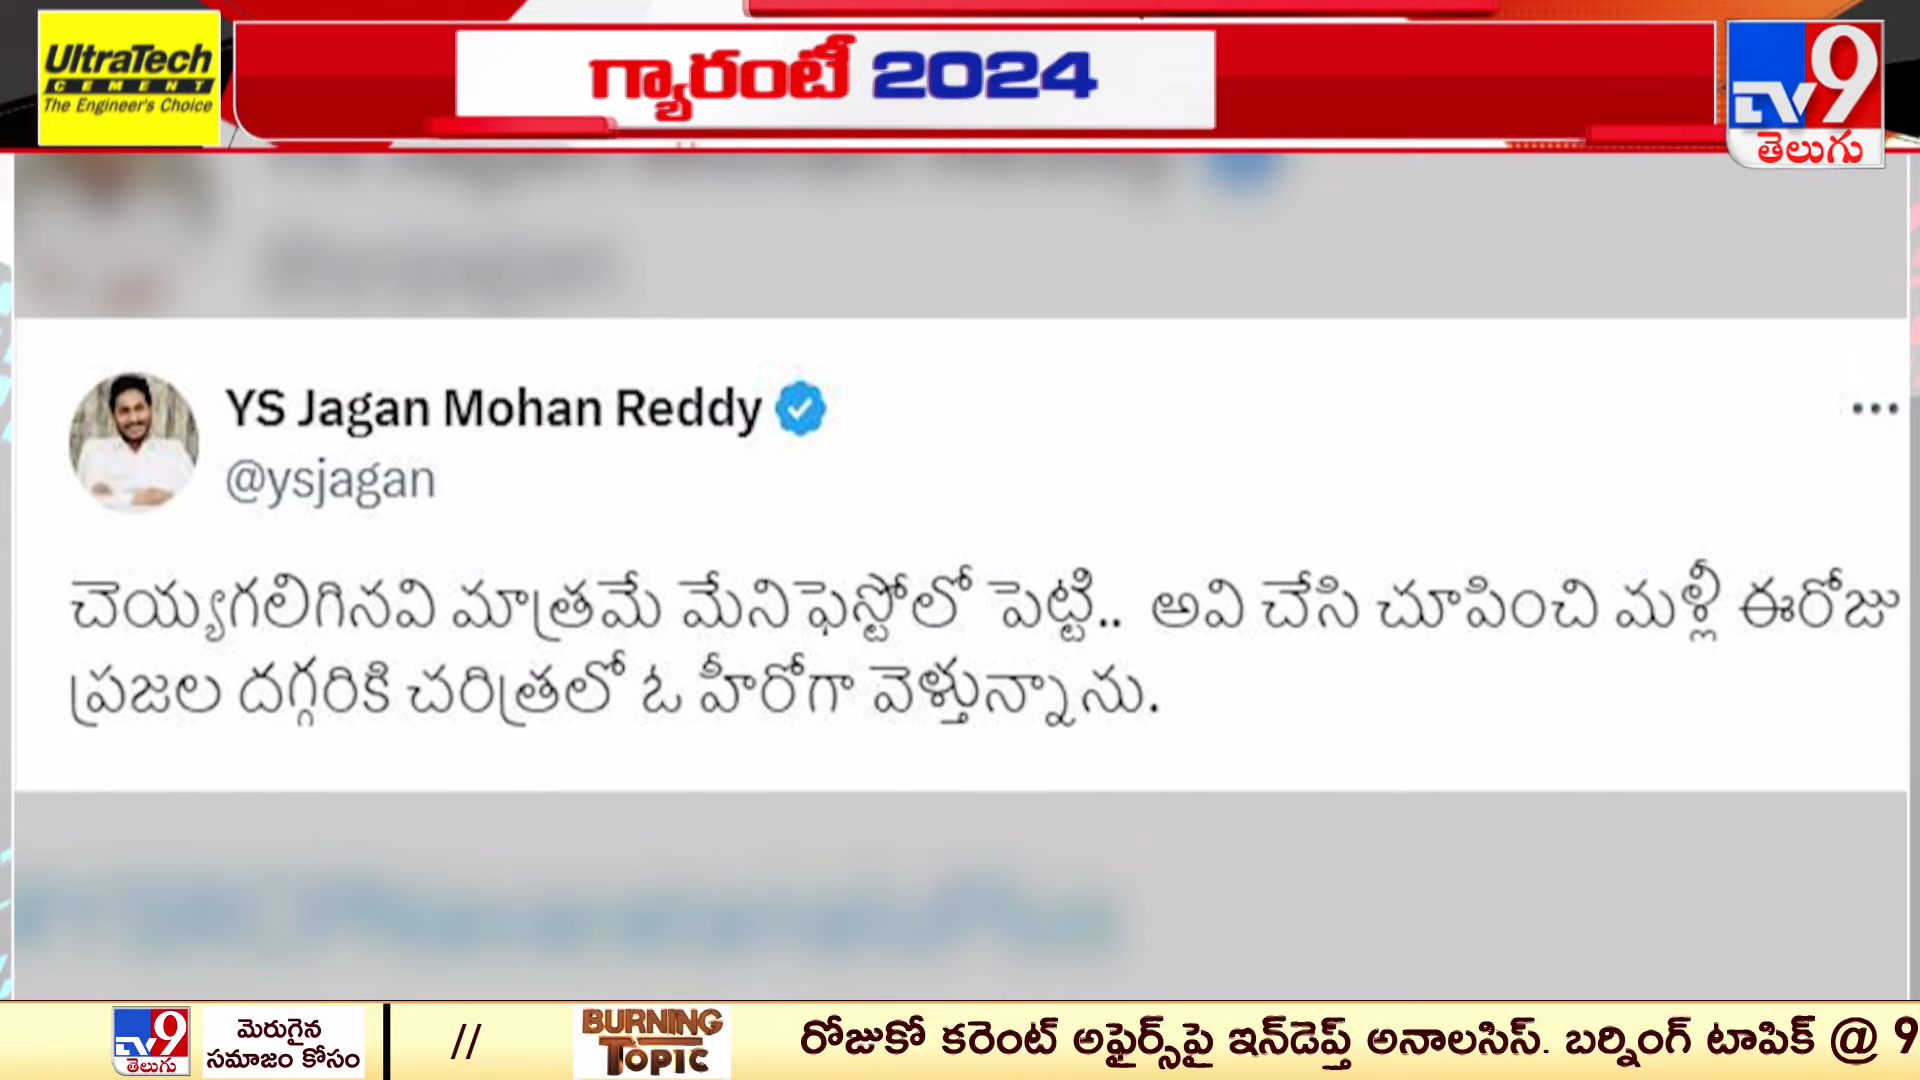 UltraTech
CEMENT
The Engineer's Choice
గ్యారంటీ 2024
TV9
తెలుగు
YS Jagan Mohan Reddy
@ysjagan
చెయ్యగలిగినవి మాత్రమే మేనిఫెస్టోలో పెట్టి.. అవి చేసి చూపించి మళ్లీ ఈరోజు
ప్రజల దగ్గరికి చరిత్రలో ఓ హీరోగా వెళ్తున్నాను.
TV9
తెలుగు
మెరుగైన
సమాజం కోసం
//
BURNING
TOPIC
రోజుకో కరెంట్ అఫైర్స్‌పై ఇన్‌డెప్త్ అనాలసిస్. బర్నింగ్ టాపిక్ @ 9